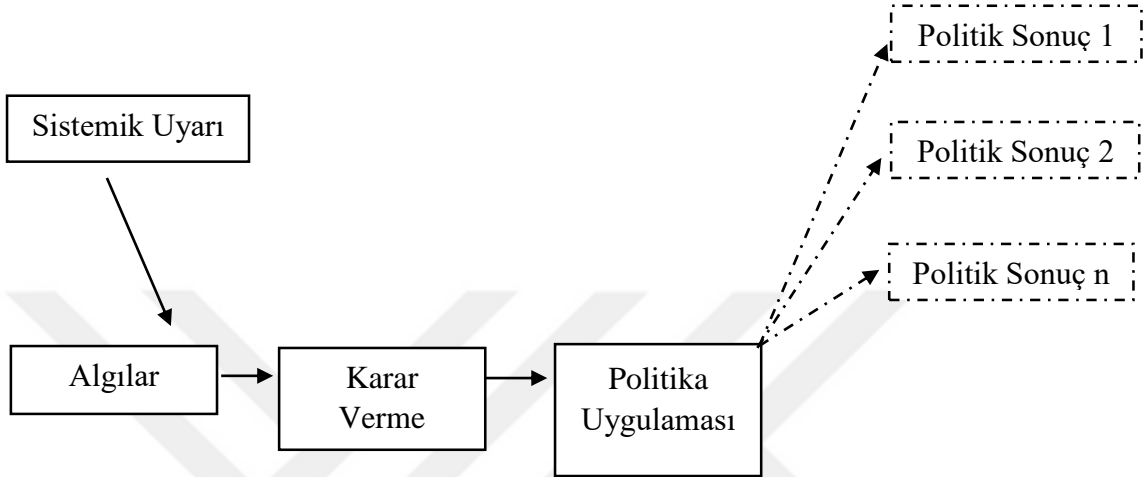 Politik Sonuç 1
Sistemik Uyarı
Politik Sonuç 2
Politik Sonuç n
Algılar
Karar
Verme
Politika
Uygulaması